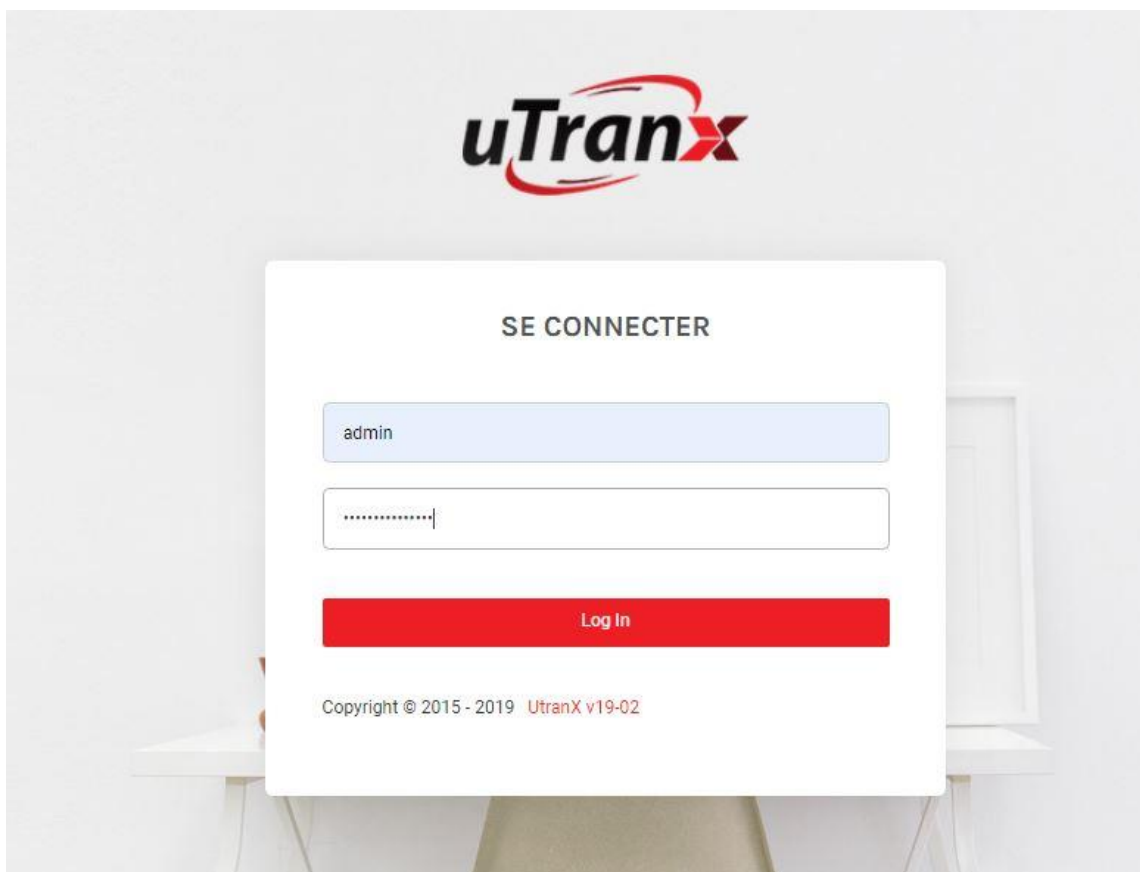 uTranx
SE CONNECTER
admin
•••••••••••••••
Log In
Copyright © 2015 - 2019 UtranX v19-02